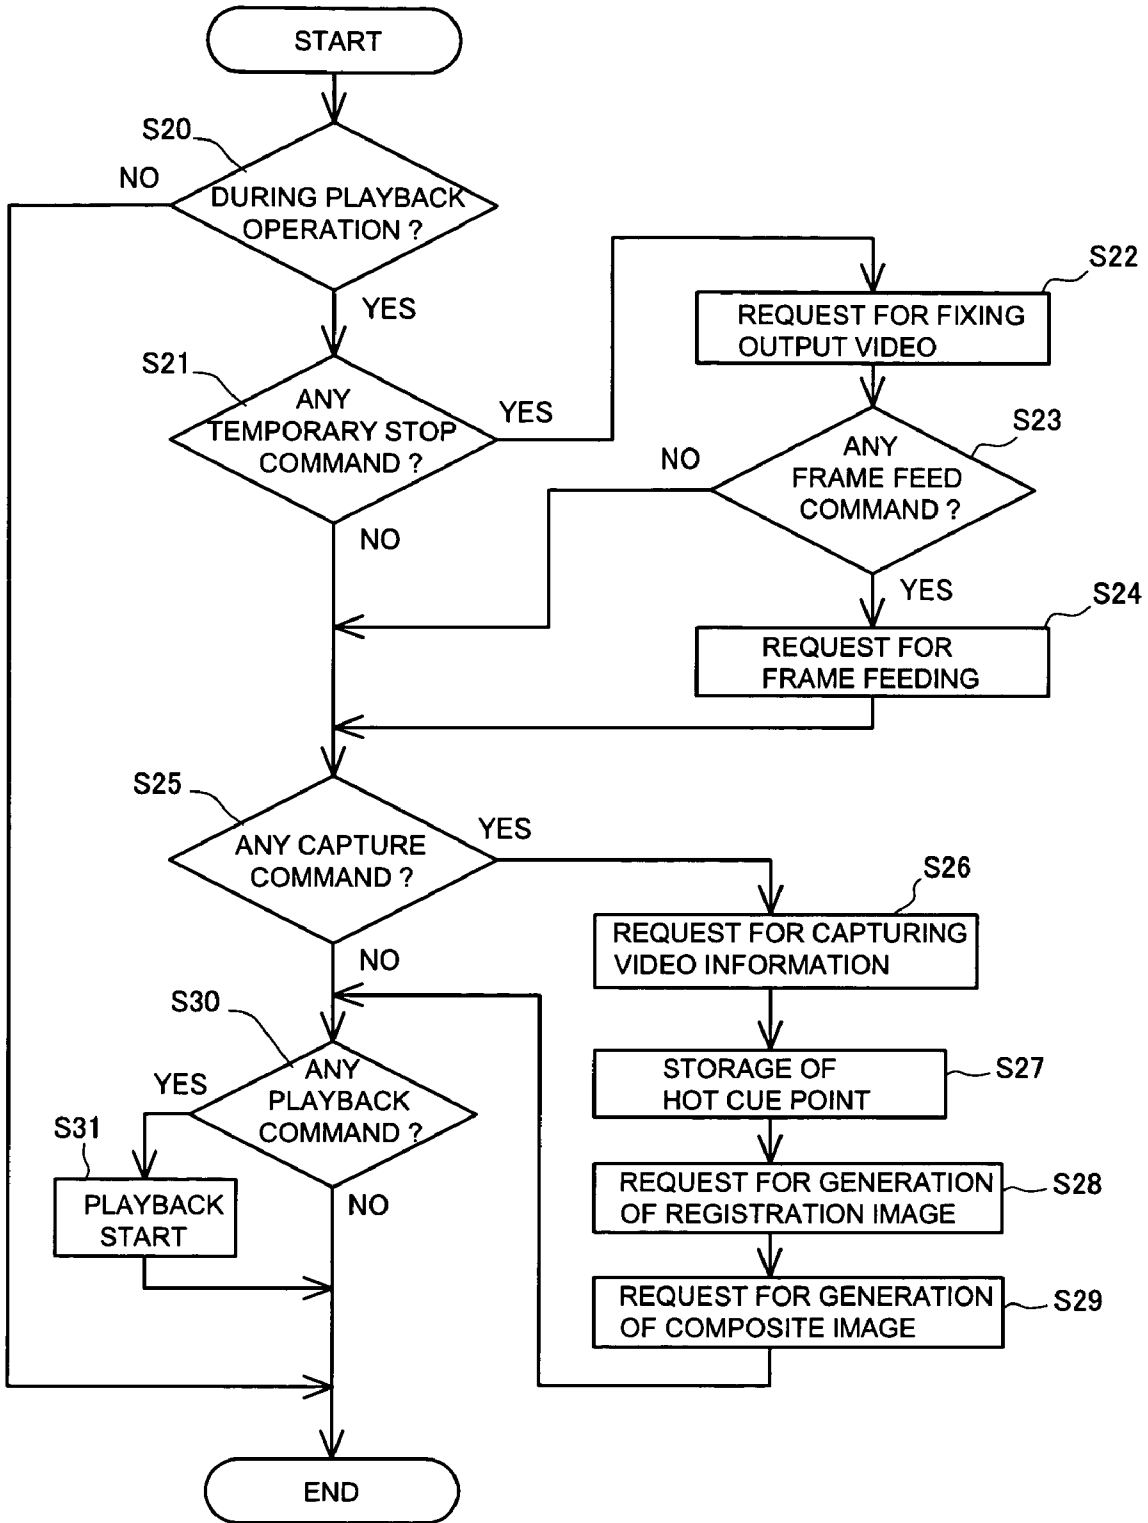 START
S20
NO
DURING PLAYBACK
OPERATION ?
YES
S21
ANY
TEMPORARY STOP
COMMAND ?
YES
NO
S22
REQUEST FOR FIXING
OUTPUT VIDEO
S23
ANY
FRAME FEED
COMMAND ?
NO
YES
S24
REQUEST FOR
FRAME FEEDING
S25
ANY CAPTURE
COMMAND ?
YES
NO
S26
REQUEST FOR CAPTURING
VIDEO INFORMATION
STORAGE OF
HOT CUE POINT
S27
REQUEST FOR GENERATION
OF REGISTRATION IMAGE
S28
REQUEST FOR GENERATION
OF COMPOSITE IMAGE
S29
S30
ANY
PLAYBACK
COMMAND ?
YES
NO
S31
PLAYBACK
START
END